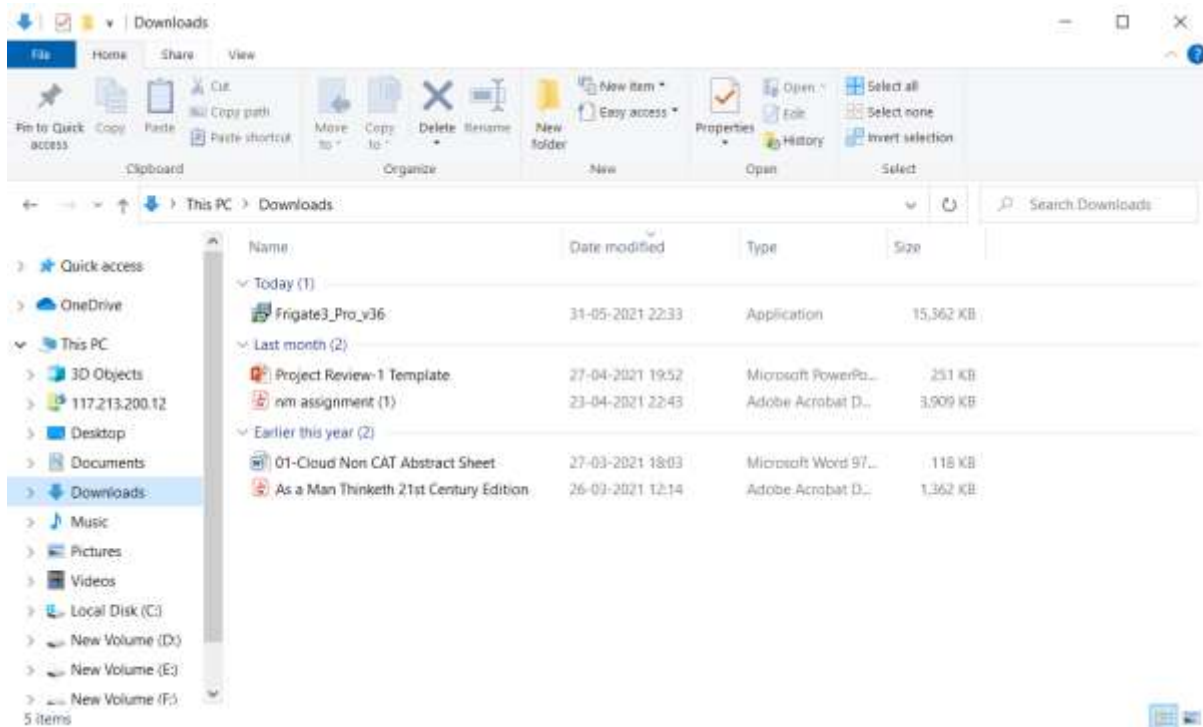 Downloads
File Home Share View
Pin to Quick access
Copy
Paste
Cut
Copy path
Paste shortcut
Clipboard
Move to
Copy to
Delete
Rename
Organize
New folder
New item
Easy access
New
Properties
Open
Edit
History
Open
Select all
Select none
Invert selection
Select
This PC > Downloads
Search Downloads
Name Date modified Type Size
Quick access
OneDrive
This PC
3D Objects
117.213.200.12
Desktop
Documents
Downloads
Music
Pictures
Videos
Local Disk (C:)
New Volume (D:)
New Volume (E:)
New Volume (F:)
Today (1)
Frigate3_Pro_v36 31-05-2021 22:33 Application 15,362 KB
Last month (2)
Project Review-1 Template 27-04-2021 19:52 Microsoft PowerPo... 251 KB
nm assignment (1) 23-04-2021 22:43 Adobe Acrobat D... 3,909 KB
Earlier this year (2)
01-Cloud Non CAT Abstract Sheet 27-03-2021 18:03 Microsoft Word 97... 118 KB
As a Man Thinketh 21st Century Edition 26-03-2021 12:14 Adobe Acrobat D... 1,362 KB
5 items